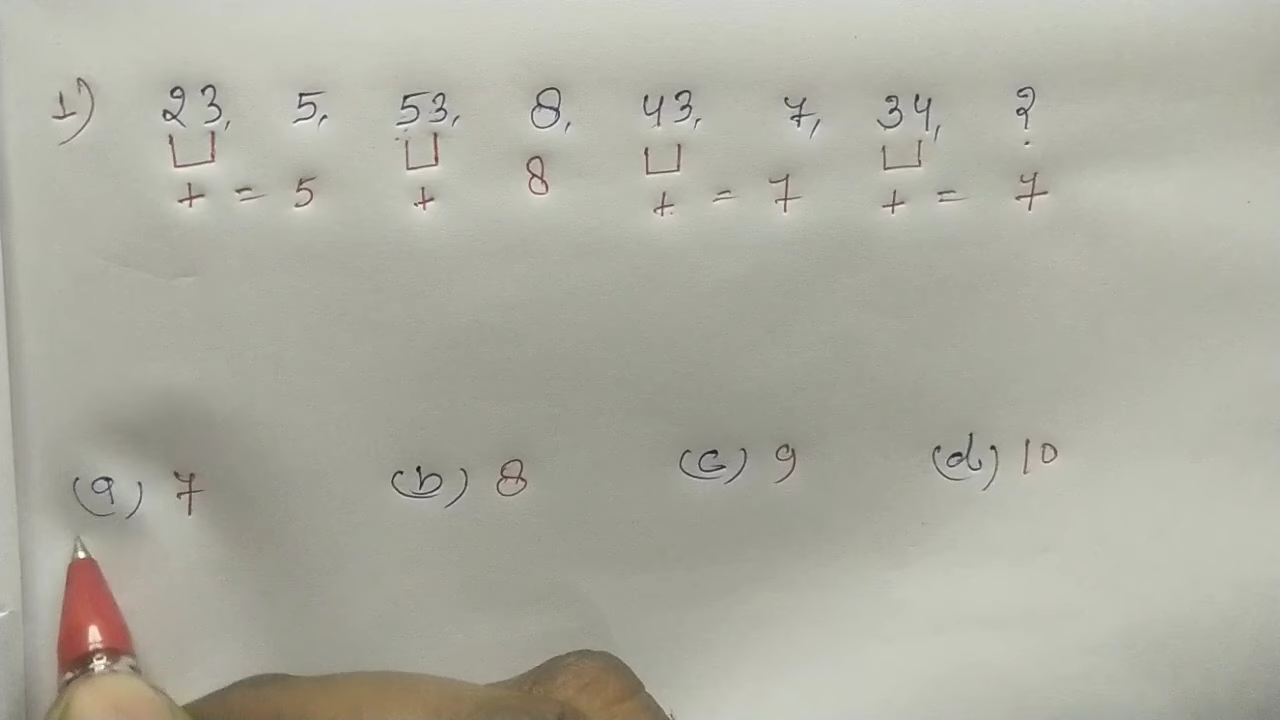 1) 23, 5, 53, 8, 43, 7, 34, ?
+ = 5 + 8 + = 7 + = 7
(a) 7 (b) 8 (c) 9 (d) 10